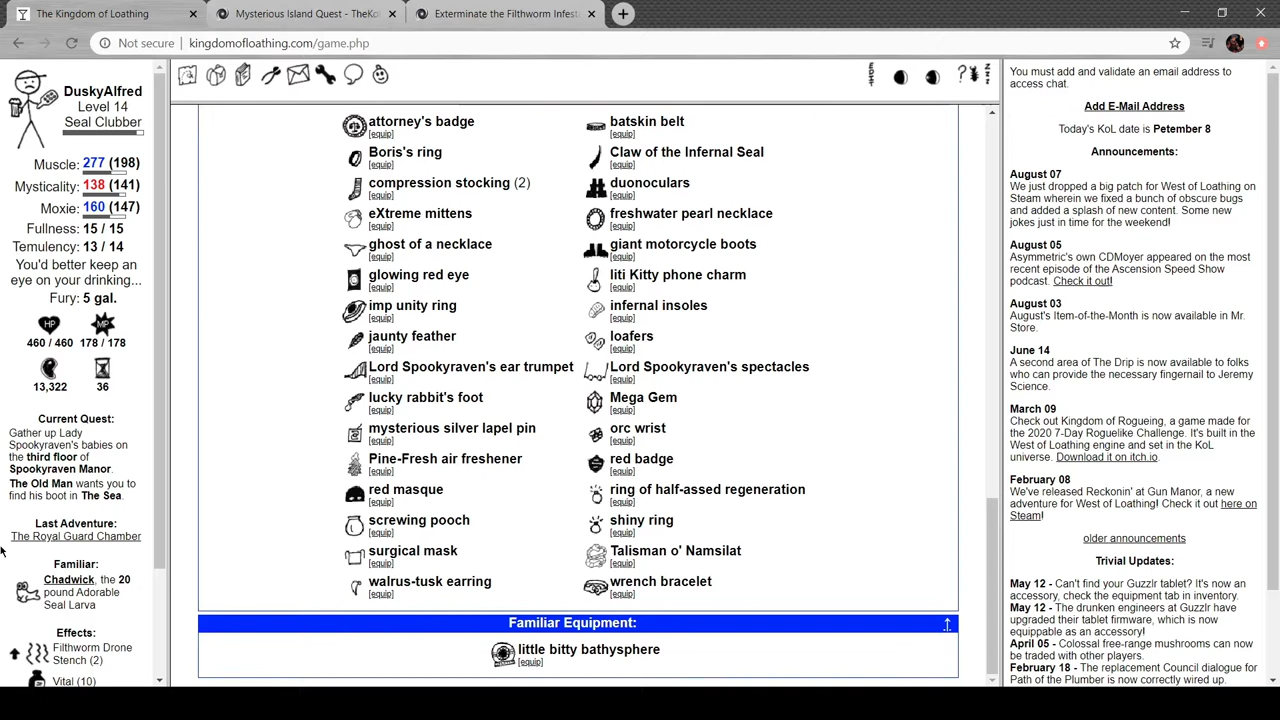 The Kingdom of Loathing
Mysterious Island Quest - TheKo
Exterminate the Filthworm Infest
Not secure
kingdomofloathing.com/game.php
DuskyAlfred
Level 14
Seal Clubber
Muscle: 277 (198)
Mysticality: 138 (141)
Moxie: 160 (147)
Fullness: 15 / 15
Temulency: 13 / 14
You'd better keep an
eye on your drinking...
Fury: 5 gal.
HP
MP
460 / 460
178 / 178
13,322
36
Current Quest:
Gather up Lady
Spookyraven's babies on
the third floor of
Spookyraven Manor.
The Old Man wants you to
find his boot in The Sea.
Last Adventure:
The Royal Guard Chamber
Familiar:
Chadwick, the 20
pound Adorable
Seal Larva
Effects:
Filthworm Drone
Stench (2)
Vital (10)
attorney's badge
[equip]
batskin belt
[equip]
Boris's ring
[equip]
Claw of the Infernal Seal
[equip]
compression stocking (2)
[equip]
duonoculars
[equip]
eXtreme mittens
[equip]
freshwater pearl necklace
[equip]
ghost of a necklace
[equip]
giant motorcycle boots
[equip]
glowing red eye
[equip]
liti Kitty phone charm
[equip]
imp unity ring
[equip]
infernal insoles
[equip]
jaunty feather
[equip]
loafers
[equip]
Lord Spookyraven's ear trumpet
[equip]
Lord Spookyraven's spectacles
[equip]
lucky rabbit's foot
[equip]
Mega Gem
[equip]
mysterious silver lapel pin
[equip]
orc wrist
[equip]
Pine-Fresh air freshener
[equip]
red badge
[equip]
red masque
[equip]
ring of half-assed regeneration
[equip]
screwing pooch
[equip]
shiny ring
[equip]
surgical mask
[equip]
Talisman o' Namsilat
[equip]
walrus-tusk earring
[equip]
wrench bracelet
[equip]
Familiar Equipment:
little bitty bathysphere
[equip]
You must add and validate an email address to
access chat.
Add E-Mail Address
Today's KoL date is Petember 8
Announcements:
August 07
We just dropped a big patch for West of Loathing on
Steam wherein we fixed a bunch of obscure bugs
and added a splash of new content. Some new
jokes just in time for the weekend!
August 05
Asymmetric's own CDMoyer appeared on the most
recent episode of the Ascension Speed Show
podcast. Check it out!
August 03
August's Item-of-the-Month is now available in Mr.
Store.
June 14
A second area of The Drip is now available to folks
who can provide the necessary fingernail to Jeremy
Science.
March 09
Check out Kingdom of Rogueing, a game made for
the 2020 7-Day Roguelike Challenge. It's built in the
West of Loathing engine and set in the KoL
universe. Download it on itch io.
February 08
We've released Reckonin' at Gun Manor, a new
adventure for West of Loathing! Check it out here on
Steam!
older announcements
Trivial Updates:
May 12 - Can't find your Guzzlr tablet? It's now an
accessory, check the equipment tab in inventory.
May 12 - The drunken engineers at Guzzlr have
upgraded their tablet firmware, which is now
equippable as an accessory!
April 05 - Colossal free-range mushrooms can now
be traded with other players.
February 18 - The replacement Council dialogue for
Path of the Plumber is now correctly wired up.